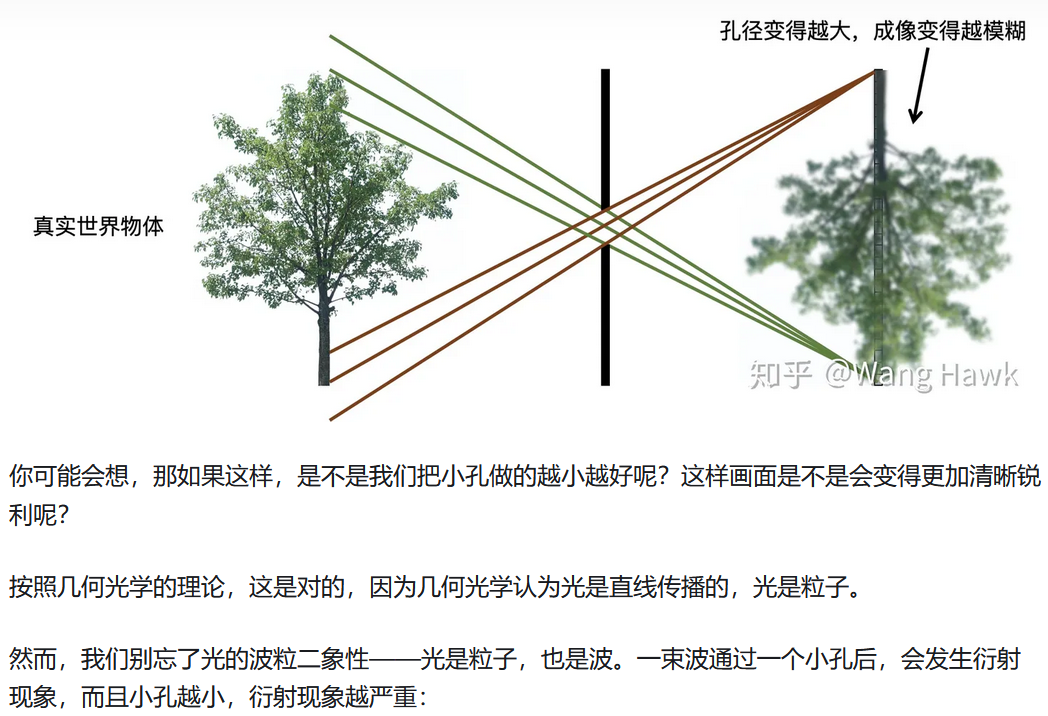 孔径变得越大，成像变得越模糊
真实世界物体
知乎 @Wang Hawk
你可能会想，那如果这样，是不是我们把小孔做的越小越好呢？这样画面是不是会变得更加清晰锐
利呢？
按照几何光学的理论，这是对的，因为几何光学认为光是直线传播的，光是粒子。
然而，我们别忘了光的波粒二象性——光是粒子，也是波。一束波通过一个小孔后，会发生衍射
现象，而且小孔越小，衍射现象越严重：